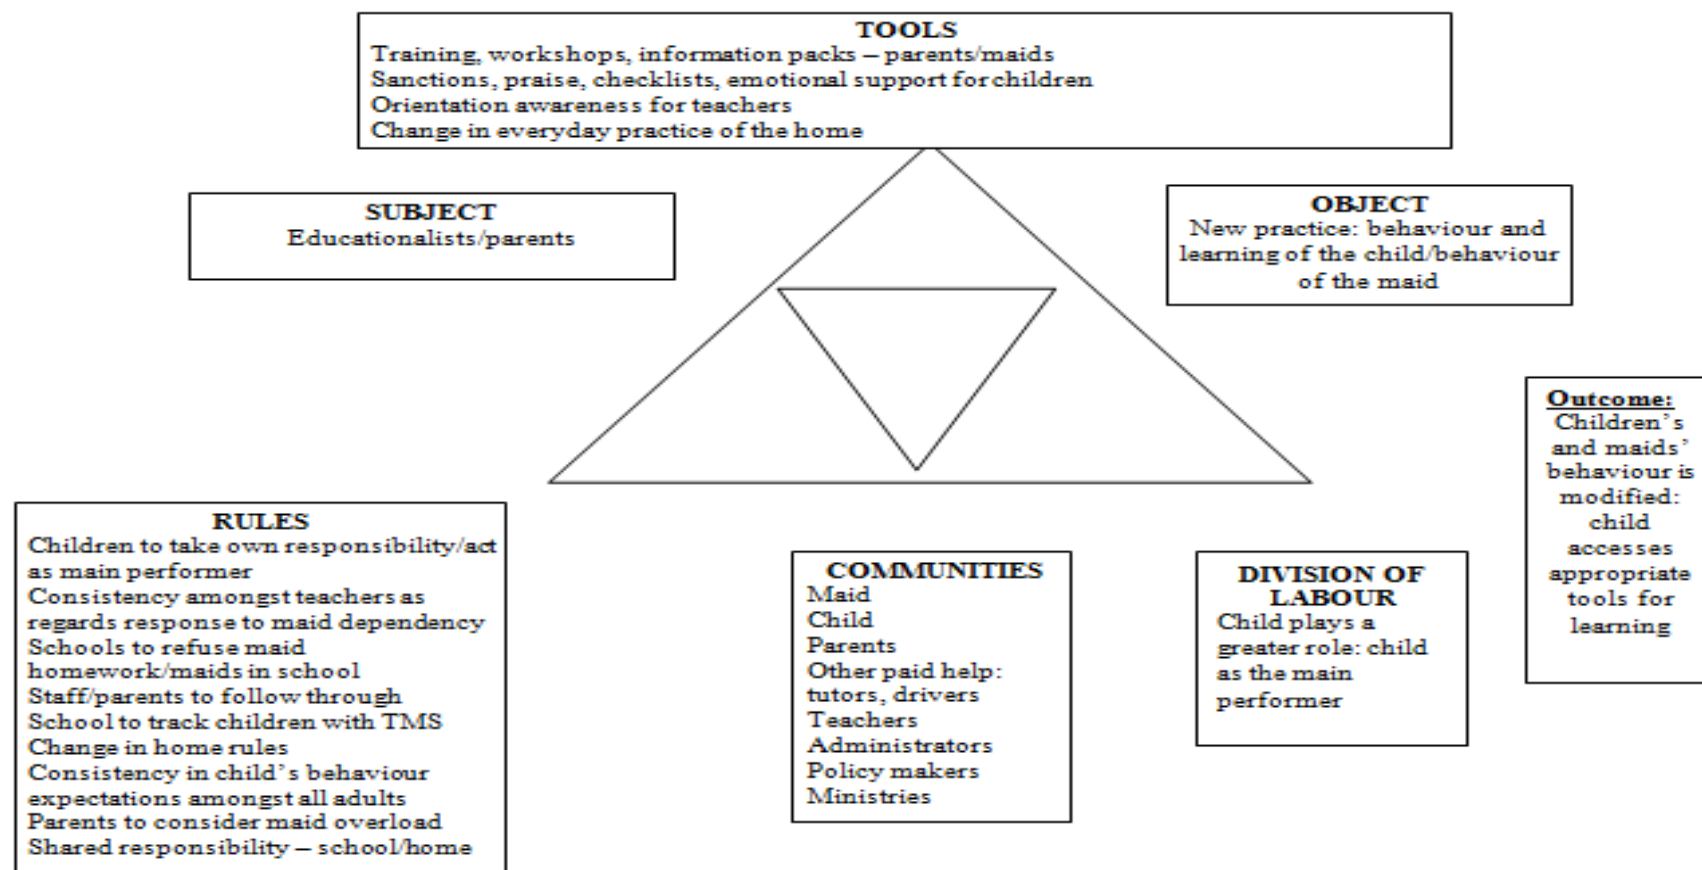 TOOLS
Training, workshops, information packs – parents/maids
Sanctions, praise, checklists, emotional support for children
Orientation awareness for teachers
Change in everyday practice of the home
SUBJECT
Educationalists/parents
OBJECT
New practice: behaviour and
learning of the child/behaviour
of the maid
Outcome:
Children’s
and maids’
behaviour is
modified:
child
accesses
appropriate
tools for
learning
RULES
Children to take own responsibility/act
as main performer
Consistency amongst teachers as
regards response to maid dependency
Schools to refuse maid
homework/maids in school
Staff/parents to follow through
School to track children with TMS
Change in home rules
Consistency in child’s behaviour
expectations amongst all adults
Parents to consider maid overload
Shared responsibility – school/home
COMMUNITIES
Maid
Child
Parents
Other paid help:
tutors, drivers
Teachers
Administrators
Policy makers
Ministries
DIVISION OF
LABOUR
Child plays a
greater role: child
as the main
performer